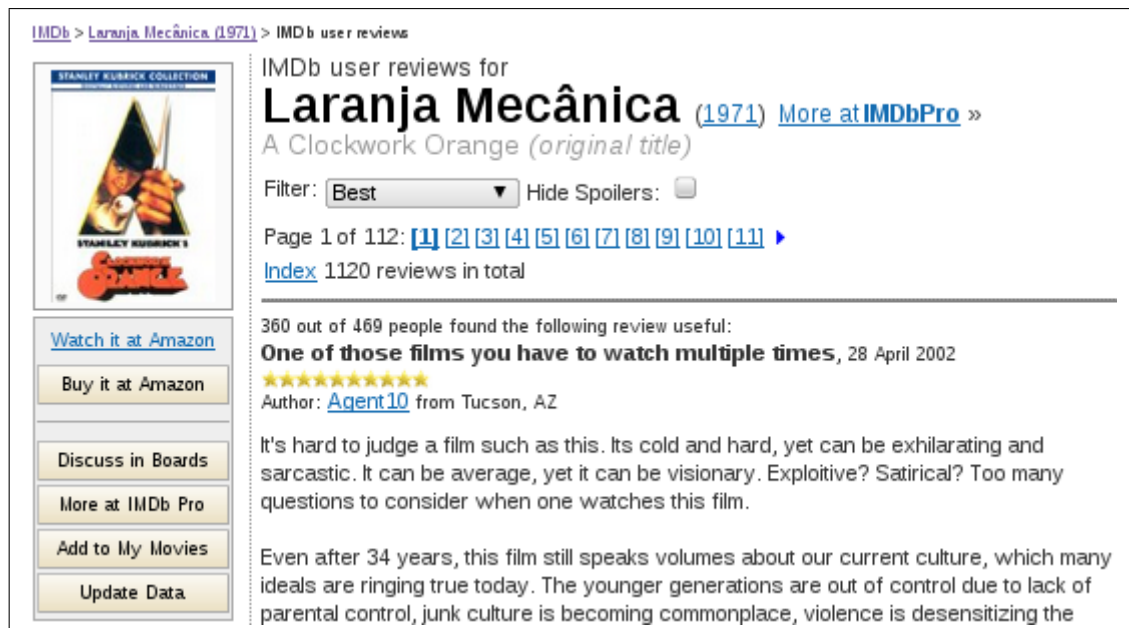 IMDb > Laranja Mecânica (1971) > IMDb user reviews
STANLEY KUBRICK COLLECTION
STANLEY KUBRICK'S
CLOCKWORK
ORANGE
DVD
Watch it at Amazon
Buy it at Amazon
Discuss in Boards
More at IMDb Pro
Add to My Movies
Update Data
IMDb user reviews for
Laranja Mecânica (1971) More at IMDbPro »
A Clockwork Orange (original title)
Filter: Best ▼ Hide Spoilers:
Page 1 of 112: [1] [2] [3] [4] [5] [6] [7] [8] [9] [10] [11]
Index 1120 reviews in total
360 out of 469 people found the following review useful:
One of those films you have to watch multiple times, 28 April 2002
Author: Agent10 from Tucson, AZ
It's hard to judge a film such as this. Its cold and hard, yet can be exhilarating and
sarcastic. It can be average, yet it can be visionary. Exploitive? Satirical? Too many
questions to consider when one watches this film.
Even after 34 years, this film still speaks volumes about our current culture, which many
ideals are ringing true today. The younger generations are out of control due to lack of
parental control, junk culture is becoming commonplace, violence is desensitizing the